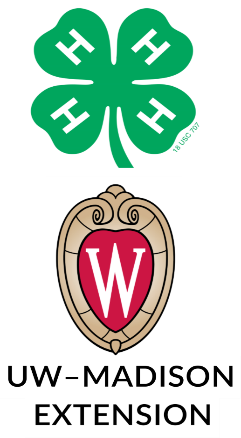 H H
H H
18 USC 707
W
UW–MADISON
EXTENSION